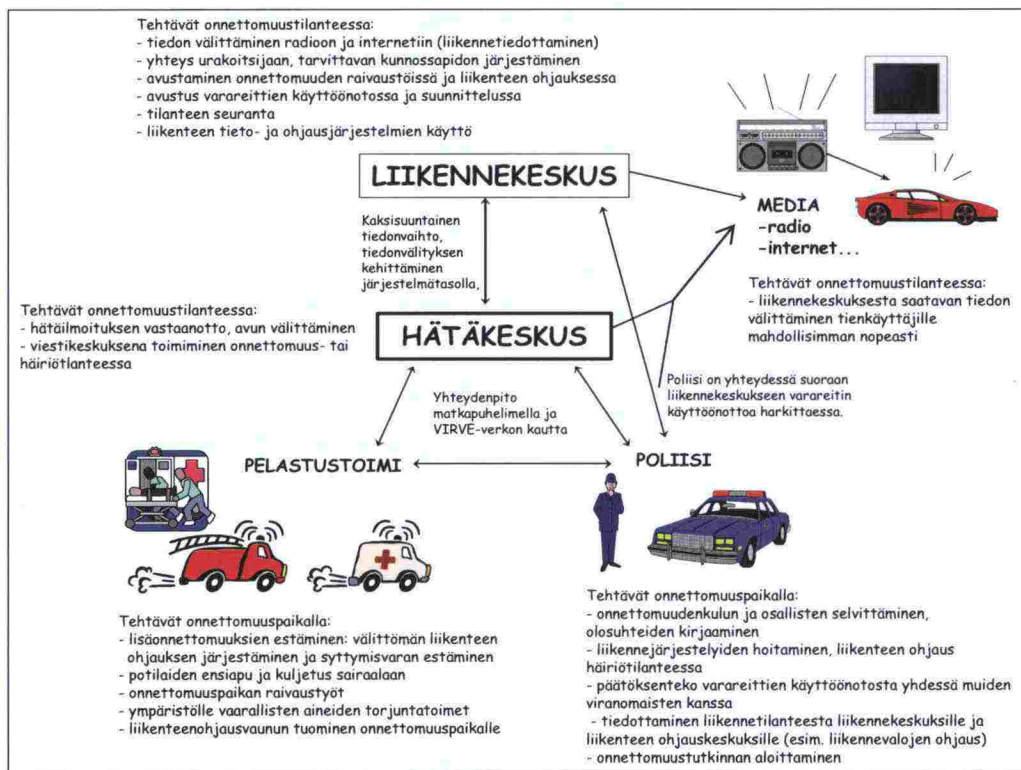 Tehtävät onnettomuustilanteessa:
- tiedon välittäminen radioon ja internetiin (liikennetiedottaminen)
- yhteys urakoitsijaan, tarvittavan kunnossapidon järjestäminen
- avustaminen onnettomuuden raivaustöissä ja liikenteen ohjauksessa
- avustus varareittien käyttöönotossa ja suunnittelussa
- tilanteen seuranta
- liikenteen tieto- ja ohjausjärjestelmien käyttö
LIIKENNEKESKUS
MEDIA
-radio
-internet...
Kaksisuuntainen
tiedonvaihto,
tiedonvälityksen
kehittäminen
järjestelmätasolla,
Tehtävät onnettomuustilanteessa:
- liikennekeskuksesta saatavan tiedon
välittäminen tienkäyttäjille
mahdollisimman nopeasti
Tehtävät onnettomuustilanteessa:
- hätäilmoituksen vastaanotto, avun välittäminen
- viestikeskuksena toimiminen onnettomuus- tai
häiriötlanteessa
HÄTÄKESKUS
Poliisi on yhteydessä suoraan
liikennekeskukseen varareitin
käyttöönottoa harkittaessa.
Yhteydenpito
matkapuhelimella ja
VIRVE-verkon kautta
PELASTUSTOIMI
POLIISI
Tehtävät onnettomuuspaikalla:
- lisäonnettomuuksien estäminen: välittömän liikenteen
ohjauksen järjestäminen ja syttymisvaran estäminen
- potilaiden ensiapu ja kuljetus sairaalaan
- onnettomuuspaikan raivaustyöt
- ympäristölle vaarallisten aineiden torjuntatoimet
- liikenteenohjausvaunun tuominen onnettomuuspaikalle
Tehtävät onnettomuuspaikalla:
- onnettomuudenkulun ja osallisten selvittäminen,
olosuhteiden kirjaaminen
- liikennejärjestelyiden hoitaminen, liikenteen ohjaus
häiriötilanteessa
- päätöksenteko varareittien käyttöönotosta yhdessä muiden
viranomaisten kanssa
- tiedottaminen liikennetilanteesta liikennekeskuksille ja
liikenteen ohjauskeskuksille (esim. liikennevalojen ohjaus)
- onnettomuustutkinnan aloittaminen